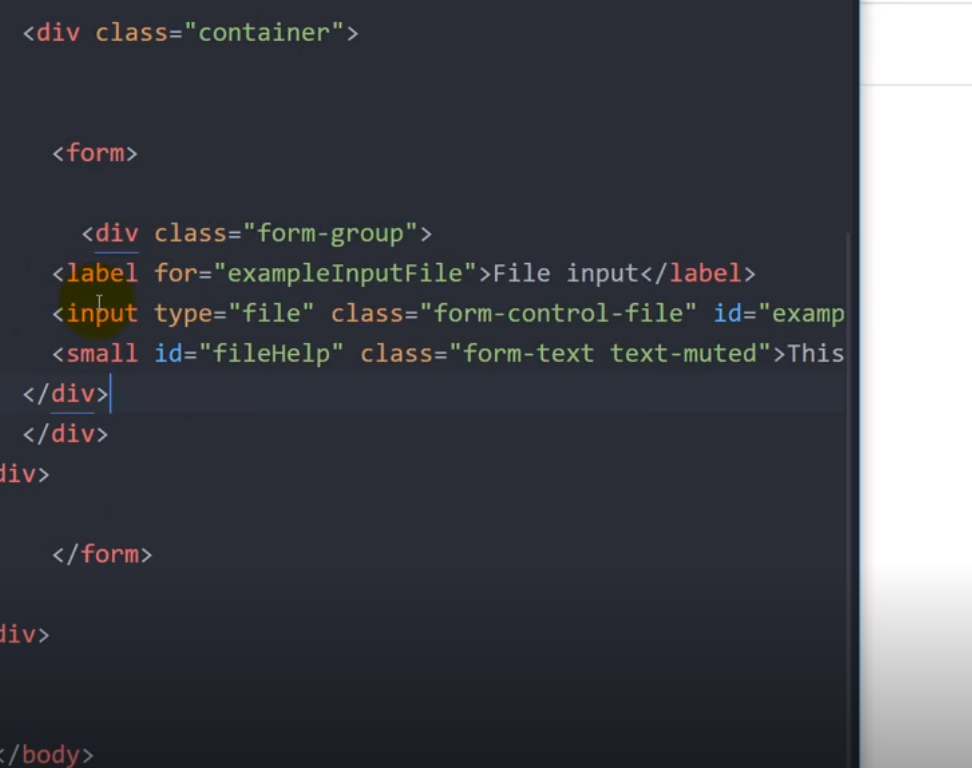 <div class="container">
<form>
<div class="form-group">
<label for="exampleInputFile">File input</label>
<input type="file" class="form-control-file" id="examp
<small id="fileHelp" class="form-text text-muted">This
</div>
</div>
div>
</form>
div>
</body>